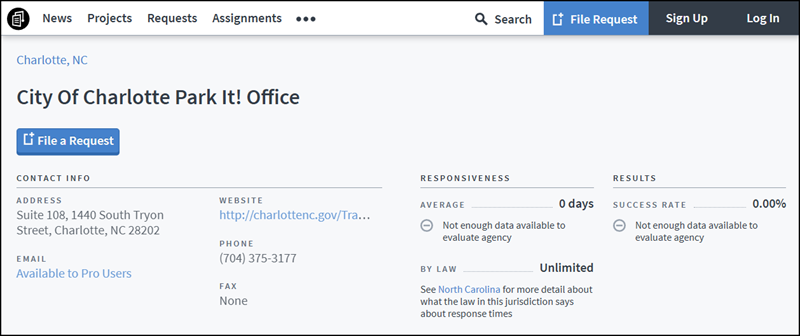 News Projects Requests Assignments ••• Search File Request Sign Up Log In
Charlotte, NC
City Of Charlotte Park It! Office
File a Request
CONTACT INFO
ADDRESS
Suite 108, 1440 South Tryon
Street, Charlotte, NC 28202
EMAIL
Available to Pro Users
WEBSITE
http://charlottenc.gov/Tra...
PHONE
(704) 375-3177
FAX
None
RESPONSIVENESS
AVERAGE 0 days
Not enough data available to
evaluate agency
BY LAW Unlimited
See North Carolina for more detail about
what the law in this jurisdiction says
about response times
RESULTS
SUCCESS RATE 0.00%
Not enough data available to
evaluate agency